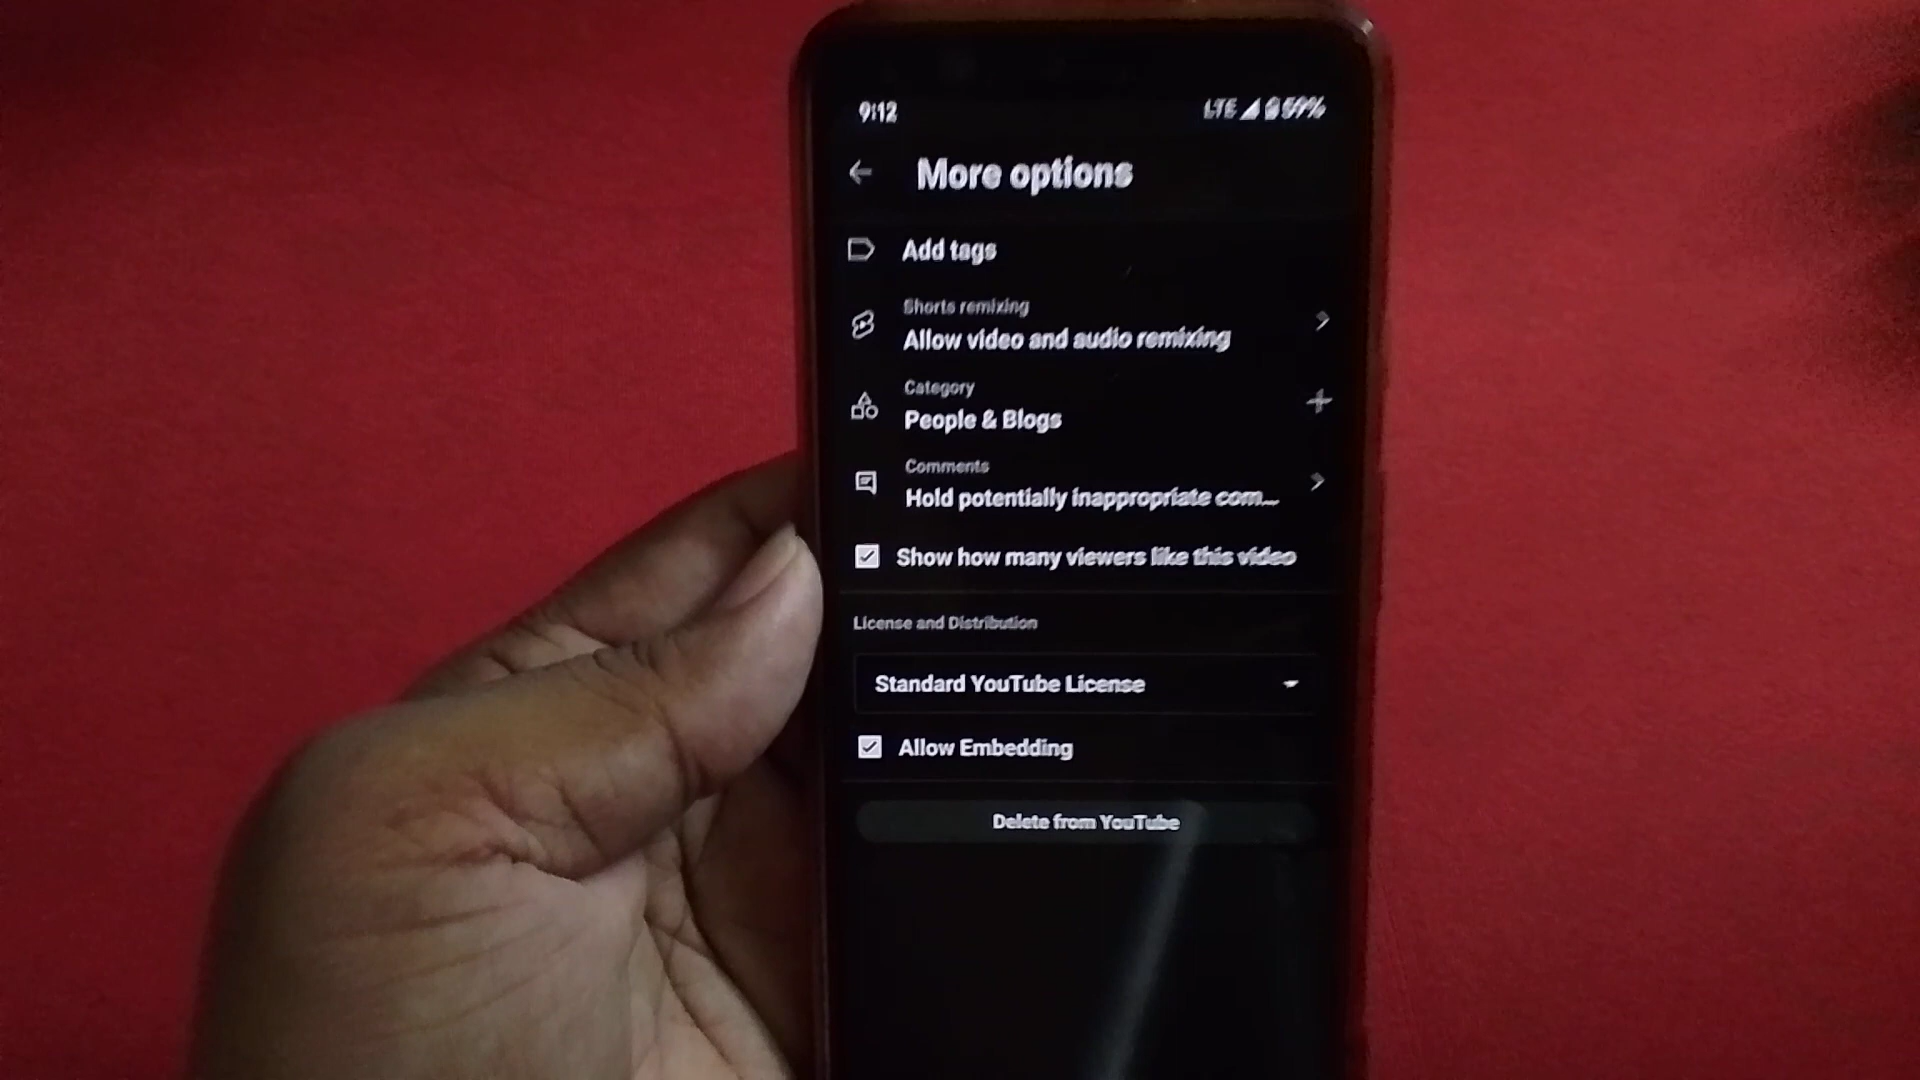 9:12 LTE 59%
More options
Add tags
Shorts remixing
Allow video and audio remixing
Category
People & Blogs
Comments
Hold potentially inappropriate com...
Show how many viewers like this video
License and Distribution
Standard YouTube License
Allow Embedding
Delete from YouTube